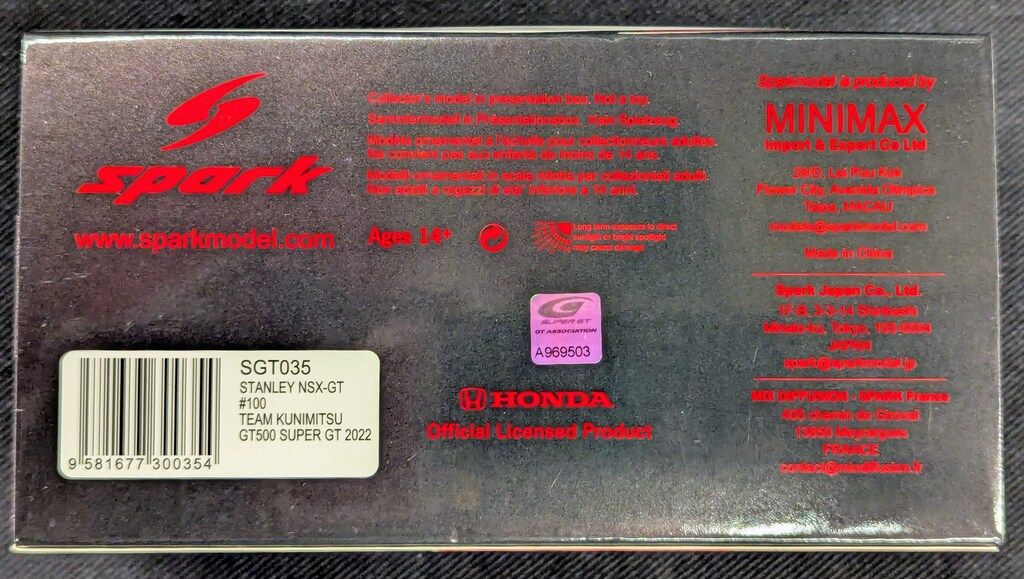 spark
www.sparkmodel.com
Collector's model in presentation box. Not a toy.
Sammlermodell in Präsentationsbox. Kein Spielzeug.
Modèle ornemental à l'échelle pour collectionneurs adultes.
Ne convient pas aux enfants de moins de 14 ans.
Modelli ornamentali in scala ridotta per collezionisti adulti.
Non adatti a ragazzi di eta' inferiore a 14 anni.
Ages 14+
Long term exposure to direct
sunlight or bright spotlight
may cause damage
SUPER GT
GT ASSOCIATION
A969503
HONDA
Official Licensed Product
SGT035
STANLEY NSX-GT
#100
TEAM KUNIMITSU
GT500 SUPER GT 2022
9 581677 300354
Sparkmodel is produced by
MINIMAX
Import & Export Co Ltd
Lei Pou Kok
Flower City, Avenida Olimpica
Taipa, MACAU
models@sparkmodel.com
Made in China
Spark Japan Co., Ltd.
1F-B, 3-3-14 Shinbashi
Minato-ku, Tokyo, 105-0004
JAPAN
spark@sparkmodel.jp
MIX DIFFUSION - SPARK France
405 chemin de
13650 Meyrargues
FRANCE
contact@mixdiffusion.fr